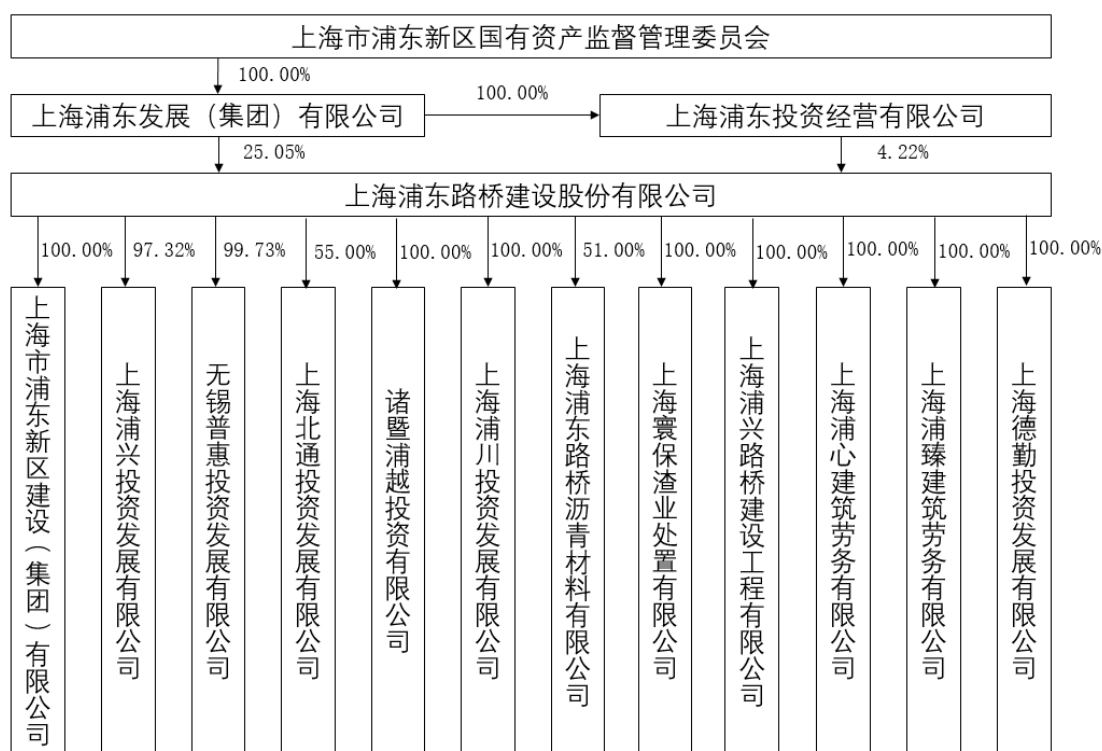 上海市浦东新区国有资产监督管理委员会
100.00%
100.00%
上海浦东发展（集团）有限公司
上海浦东投资经营有限公司
25.05%
4.22%
上海浦东路桥建设股份有限公司
100.00%
97.32%
99.73%
55.00%
100.00%
100.00%
51.00%
100.00%
100.00%
100.00%
100.00%
100.00%
上海市浦东新区建设（集团）有限公司
上海浦兴投资发展有限公司
无锡普惠投资发展有限公司
上海北通投资发展有限公司
诸暨浦越投资有限公司
上海浦川投资发展有限公司
上海浦东路桥沥青材料有限公司
上海寰保渣业处置有限公司
上海浦兴路桥建设工程有限公司
上海浦心建筑劳务有限公司
上海浦臻建筑劳务有限公司
上海德勤投资发展有限公司